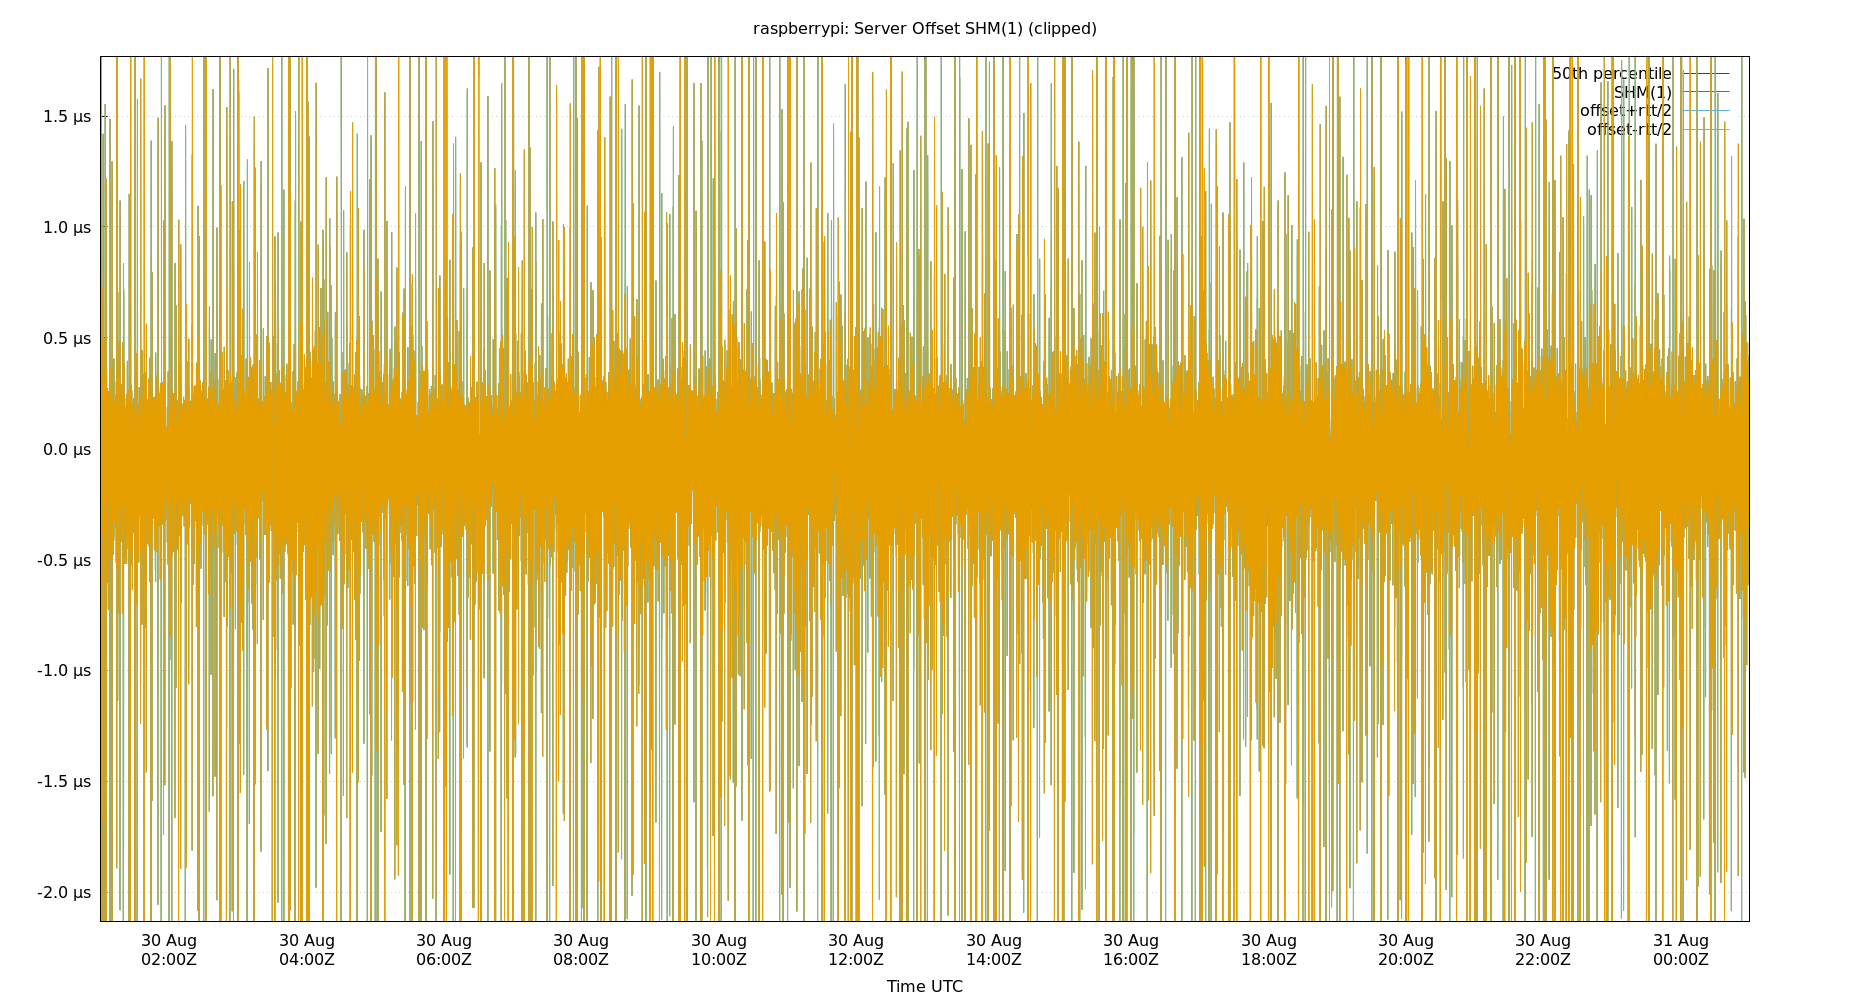 raspberrypi: Server Offset SHM(1) (clipped)
50th percentile
SHM(1)
offset+rtt/2
offset-rtt/2
1.5 µs
1.0 µs
0.5 µs
0.0 µs
-0.5 µs
-1.0 µs
-1.5 µs
-2.0 µs
30 Aug 30 Aug 30 Aug 30 Aug 30 Aug 30 Aug 30 Aug 30 Aug 30 Aug 30 Aug 30 Aug 31 Aug
02:00Z 04:00Z 06:00Z 08:00Z 10:00Z 12:00Z 14:00Z 16:00Z 18:00Z 20:00Z 22:00Z 00:00Z
Time UTC